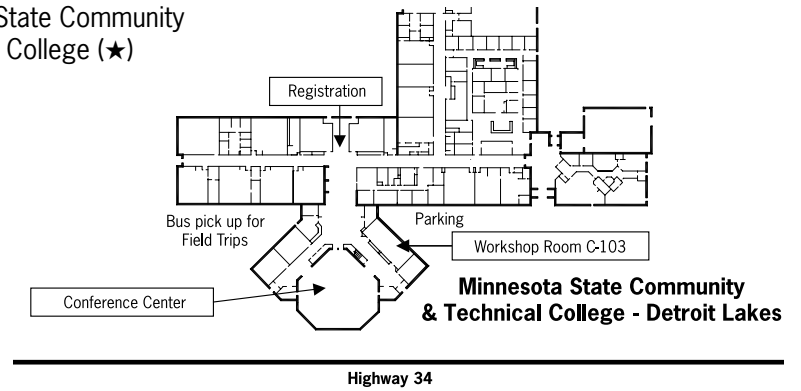 State Community
College (★)
Registration
Bus pick up for
Field Trips
Parking
Workshop Room C-103
Conference Center
Minnesota State Community
& Technical College - Detroit Lakes
Highway 34